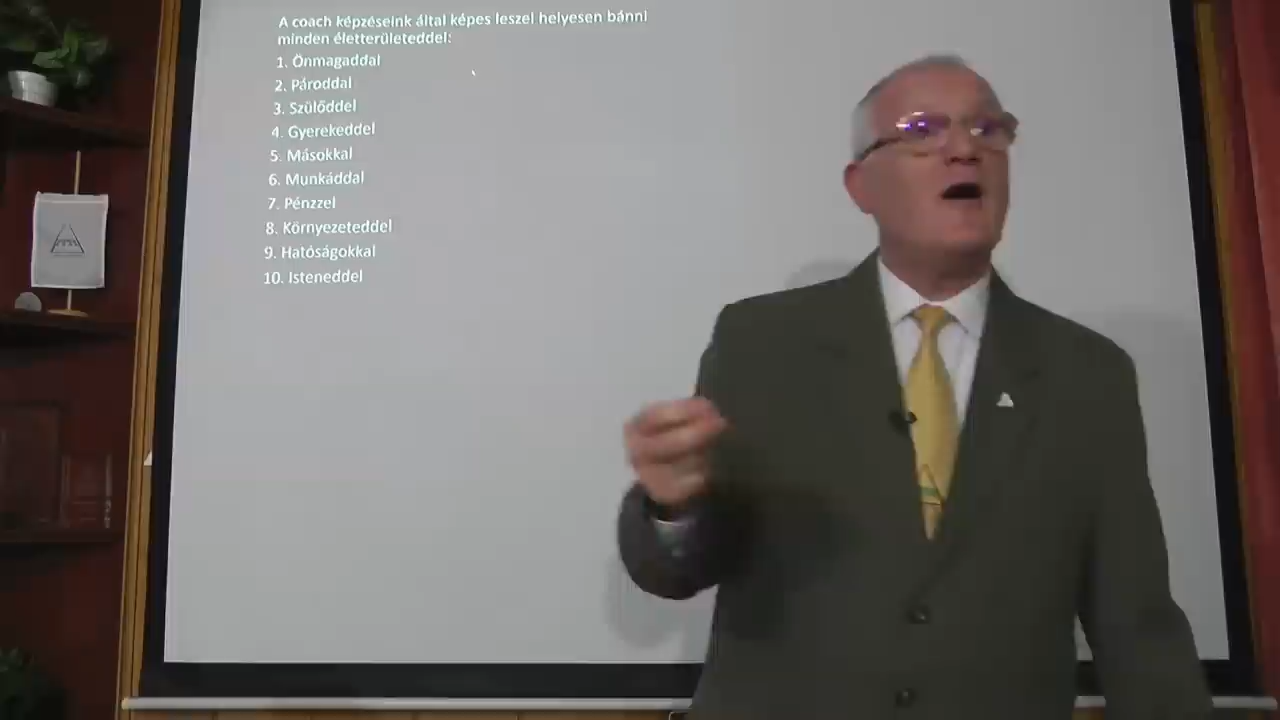 A coach képzéseink által képes leszel helyesen bánni
minden életterületeddel:
1. Önmagaddal
2. Pároddal
3. Szülőddel
4. Gyerekeddel
5. Másokkal
6. Munkáddal
7. Pénzzel
8. Környezeteddel
9. Hatóságokkal
10. Isteneddel